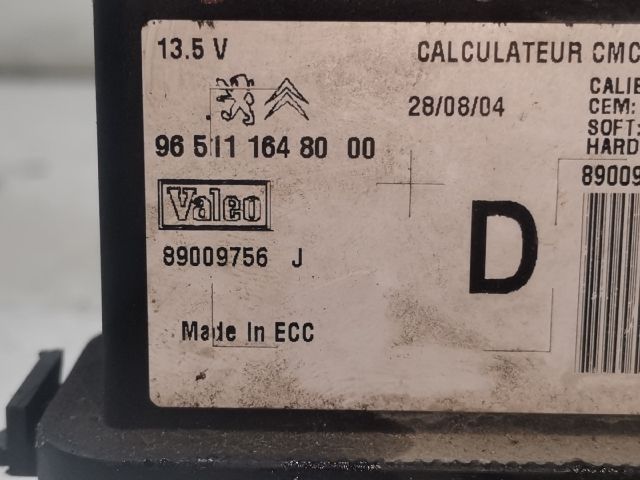 13.5 V CALCULATEUR CMC
CALIB
CEM:
28/08/04
SOFT:
HARD
96 511 164 80 00
89009
Valeo
89009756 J
D
Made In ECC